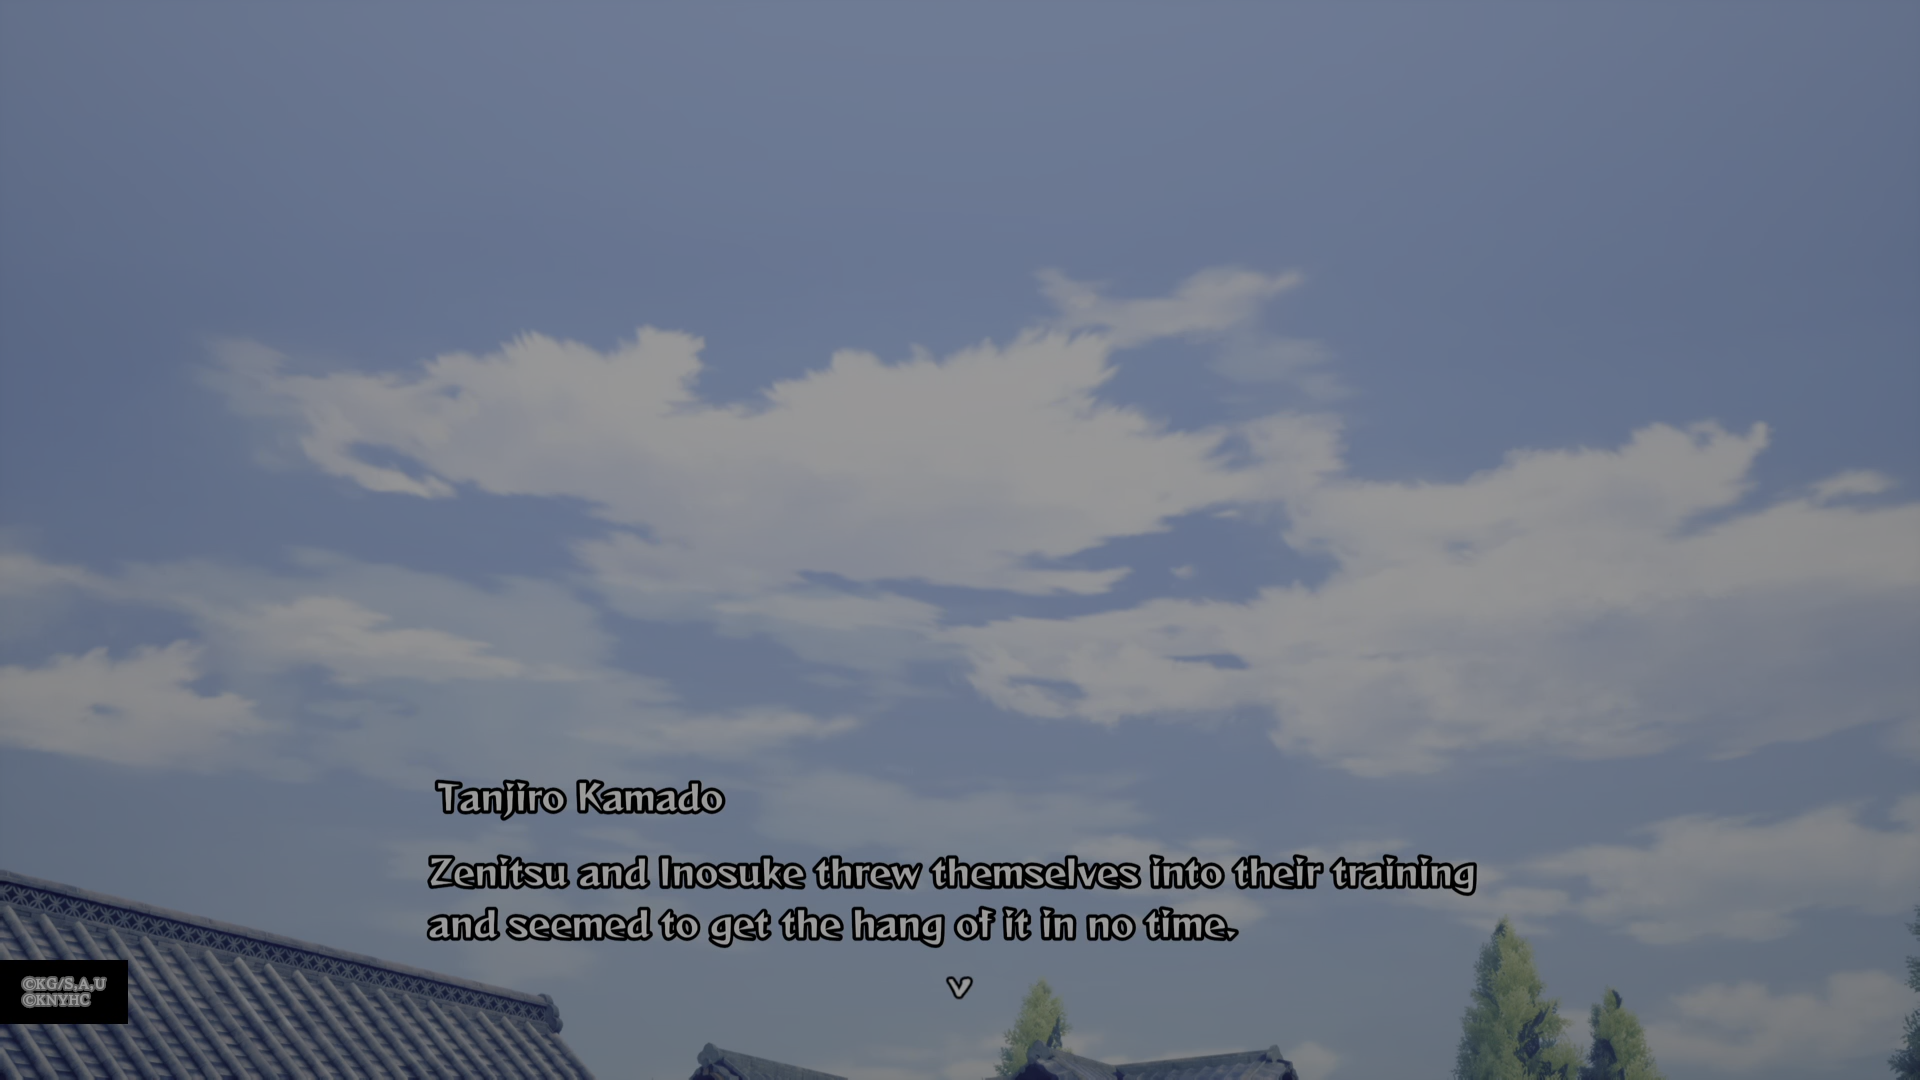 Tanjiro Kamado
Zenitsu and Inosuke threw themselves into their training
and seemed to get the hang of it in no time.
©KG/S,A,U
©KNYHC